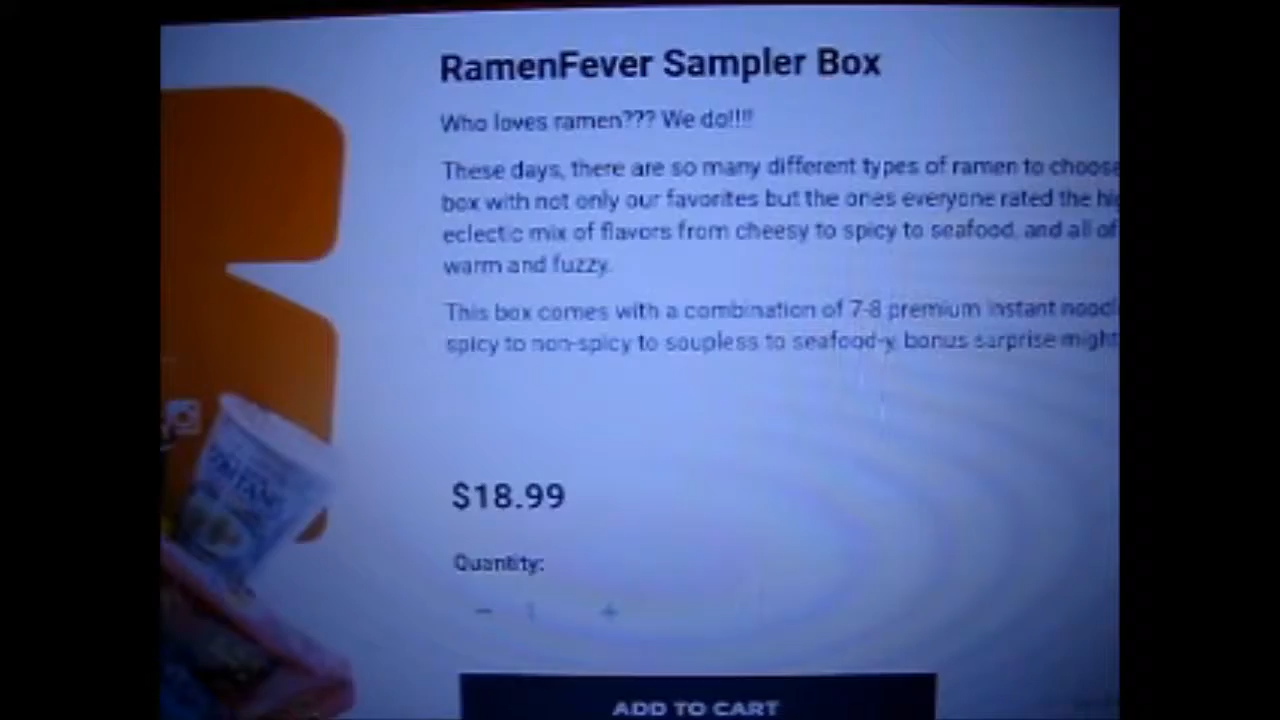 RamenFever Sampler Box
Who loves ramen??? We do!!!!
These days, there are so many different types of ramen to choose
box with not only our favorites but the ones everyone rated the
eclectic mix of flavors from cheesy to spicy to seafood, and all of
warm and fuzzy.
This box comes with a combination of 7-8 premium instant
spicy to non-spicy to soupless to seafood-y, bonus surprise might
$18.99
Quantity:
- 1 +
ADD TO CART